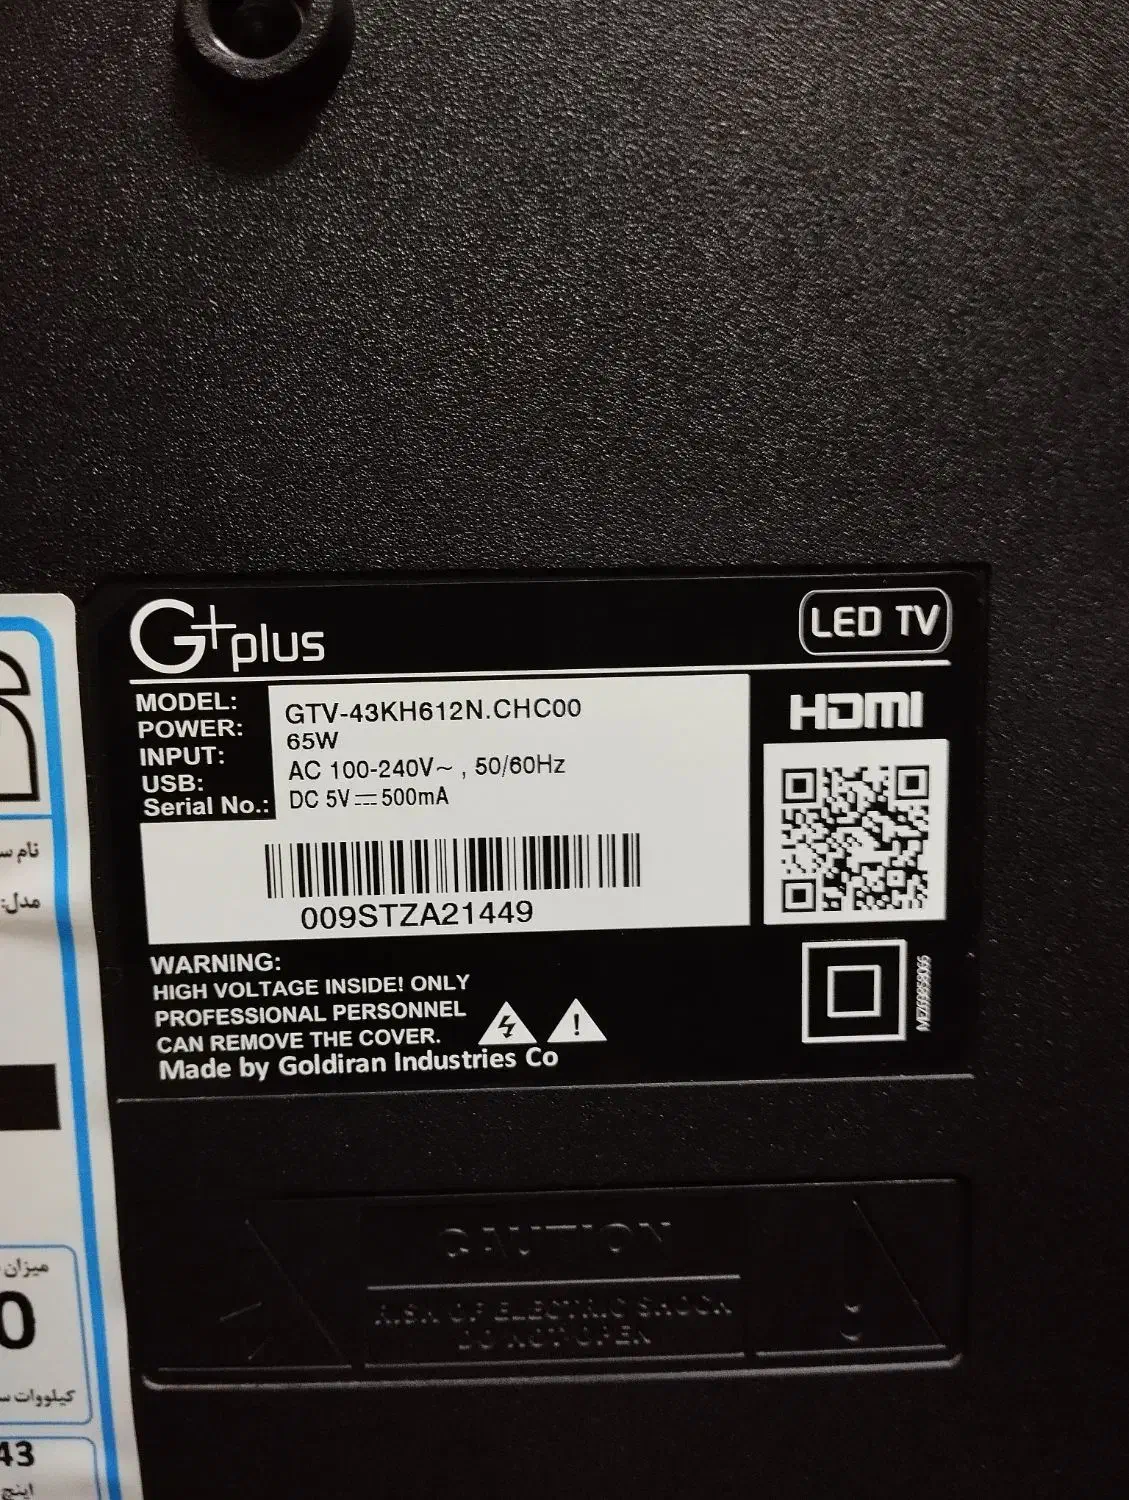 G+plus
LED TV
MODEL: GTV-43KH612N.CHC00
POWER: 65W
INPUT: AC 100-240V~ , 50/60Hz
USB: DC 5V⎓500mA
Serial No.:
009STZA21449
HDMI
WARNING:
HIGH VOLTAGE INSIDE! ONLY
PROFESSIONAL PERSONNEL
CAN REMOVE THE COVER.
Made by Goldiran Industries Co
CAUTION
RISK OF ELECTRIC SHOCK
DO NOT OPEN
نام
مدل:
میزان
0
کیلووات
43
اینچ